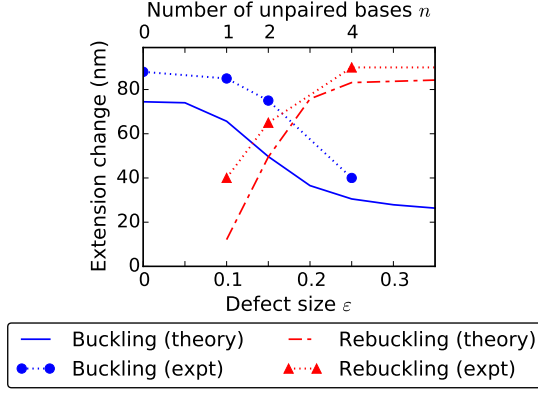 Number of unpaired bases n
0 1 2 4
Extension change (nm)
80
60
40
20
0
0 0.1 0.2 0.3
Defect size ε
Buckling (theory) Rebuckling (theory)
Buckling (expt) Rebuckling (expt)